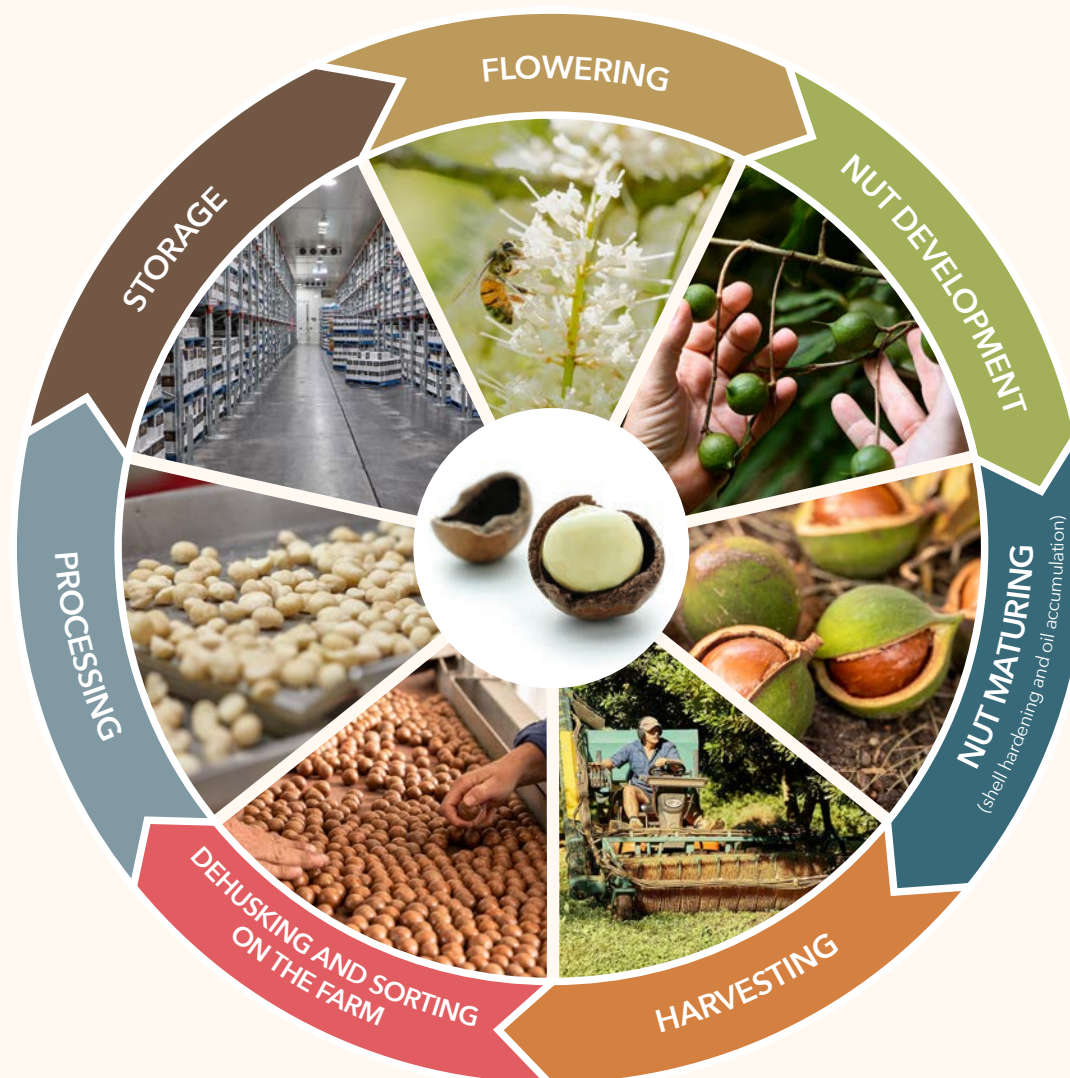 FLOWERING
NUT DEVELOPMENT
NUT MATURING
(shell hardening and oil accumulation)
HARVESTING
DEHUSKING AND SORTING
ON THE FARM
PROCESSING
STORAGE